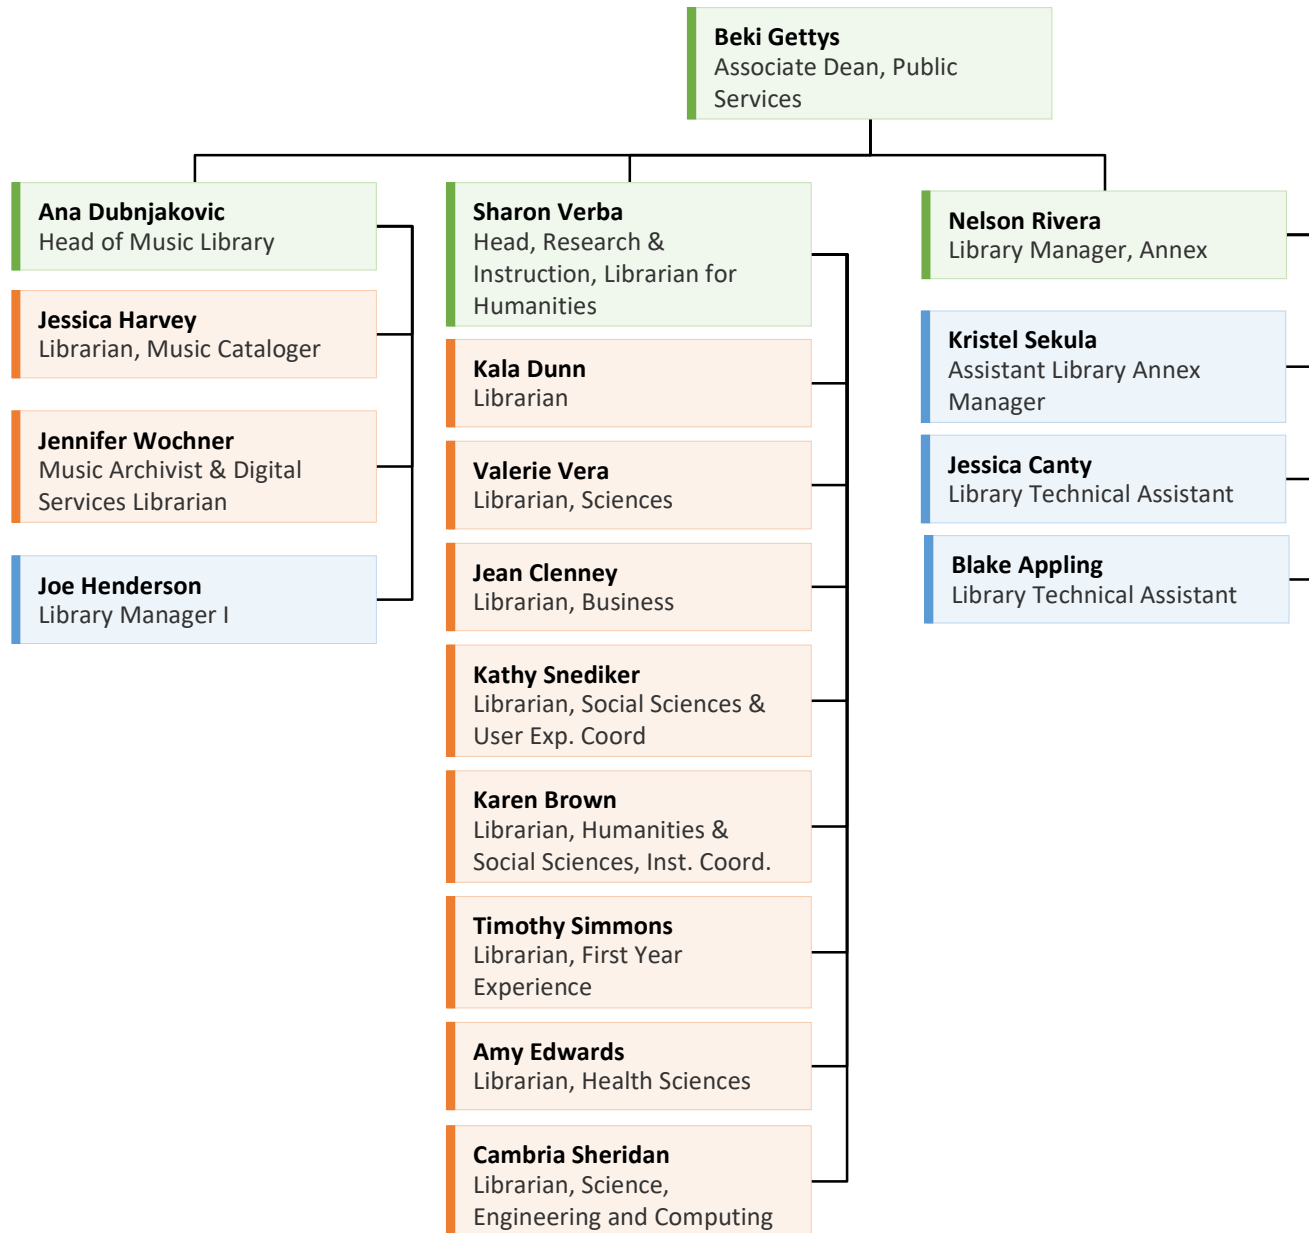 Beki Gettys
Associate Dean, Public
Services
Ana Dubnjakovic
Head of Music Library
Jessica Harvey
Librarian, Music Cataloger
Jennifer Wochner
Music Archivist & Digital
Services Librarian
Joe Henderson
Library Manager I
Sharon Verba
Head, Research &
Instruction, Librarian for
Humanities
Kala Dunn
Librarian
Valerie Vera
Librarian, Sciences
Jean Clenney
Librarian, Business
Kathy Snediker
Librarian, Social Sciences &
User Exp. Coord
Karen Brown
Librarian, Humanities &
Social Sciences, Inst. Coord.
Timothy Simmons
Librarian, First Year
Experience
Amy Edwards
Librarian, Health Sciences
Cambria Sheridan
Librarian, Science,
Engineering and Computing
Nelson Rivera
Library Manager, Annex
Kristel Sekula
Assistant Library Annex
Manager
Jessica Canty
Library Technical Assistant
Blake Appling
Library Technical Assistant